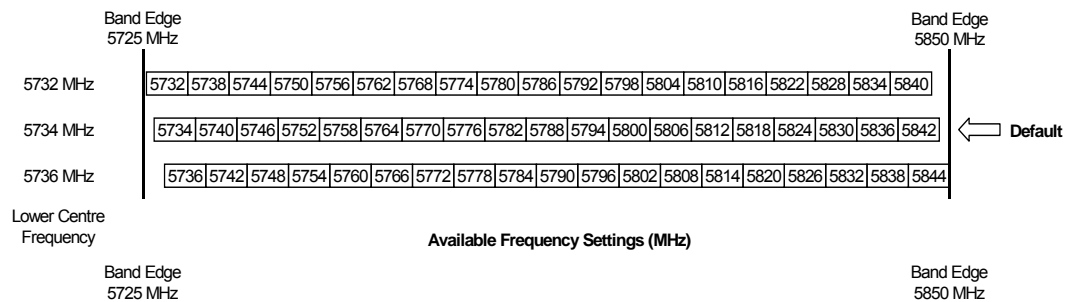 Band Edge
5725 MHz
Band Edge
5850 MHz
5732 MHz
5732 5738 5744 5750 5756 5762 5768 5774 5780 5786 5792 5798 5804 5810 5816 5822 5828 5834 5840
5734 MHz
5734 5740 5746 5752 5758 5764 5770 5776 5782 5788 5794 5800 5806 5812 5818 5824 5830 5836 5842
Default
5736 MHz
5736 5742 5748 5754 5760 5766 5772 5778 5784 5790 5796 5802 5808 5814 5820 5826 5832 5838 5844
Lower Centre
Frequency
Available Frequency Settings (MHz)
Band Edge
5725 MHz
Band Edge
5850 MHz